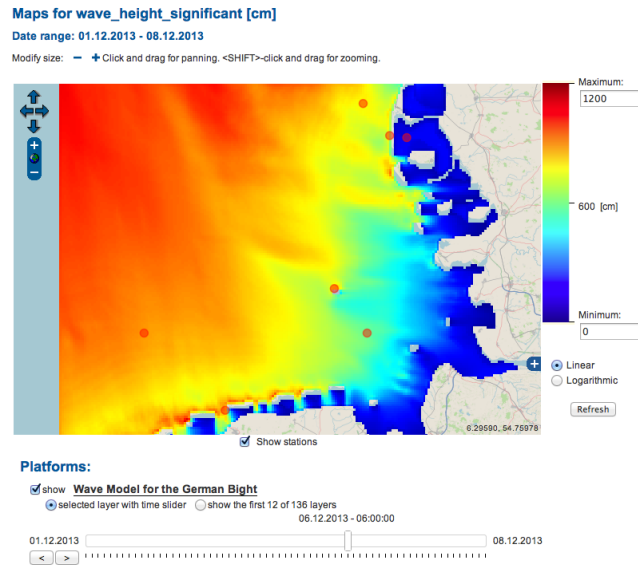 Maps for wave_height_significant [cm]
Date range: 01.12.2013 - 08.12.2013
Modify size: − + Click and drag for panning. <SHIFT>-click and drag for zooming.
Maximum:
1200
600 [cm]
Minimum:
0
Linear
Logarithmic
Refresh
6.29590, 54.75978
Show stations
Platforms:
show Wave Model for the German Bight
selected layer with time slider show the first 12 of 136 layers
06.12.2013 - 06:00:00
01.12.2013 08.12.2013
< >